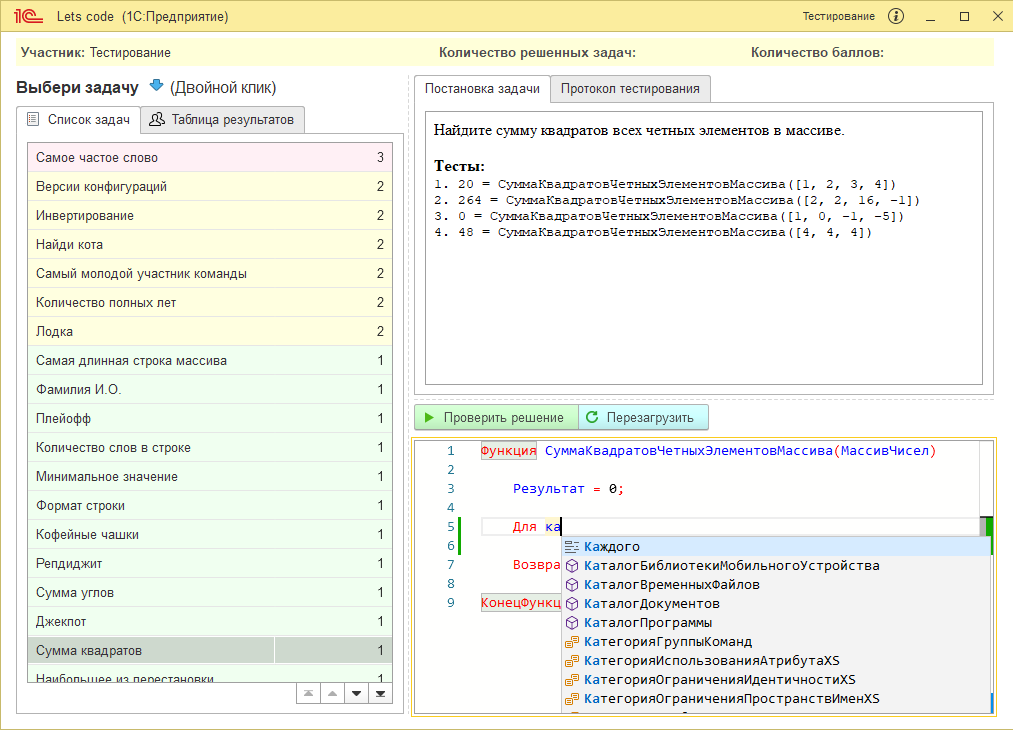 1С Lets code (1С:Предприятие) Тестирование
Участник: Тестирование Количество решенных задач: Количество баллов:
Выбери задачу (Двойной клик)
Список задач Таблица результатов
Самое частое слово 3
Версии конфигураций 2
Инвертирование 2
Найди кота 2
Самый молодой участник команды 2
Количество полных лет 2
Лодка 2
Самая длинная строка массива 1
Фамилия И.О. 1
Плейофф 1
Количество слов в строке 1
Минимальное значение 1
Формат строки 1
Кофейные чашки 1
Репдиджит 1
Сумма углов 1
Джекпот 1
Сумма квадратов 1
Наибольшее из перестановки 1
Постановка задачи Протокол тестирования
Найдите сумму квадратов всех четных элементов в массиве.
Тесты:
1. 20 = СуммаКвадратовЧетныхЭлементовМассива([1, 2, 3, 4])
2. 264 = СуммаКвадратовЧетныхЭлементовМассива([2, 2, 16, -1])
3. 0 = СуммаКвадратовЧетныхЭлементовМассива([1, 0, -1, -5])
4. 48 = СуммаКвадратовЧетныхЭлементовМассива([4, 4, 4])
Проверить решение Перезагрузить
1 Функция СуммаКвадратовЧетныхЭлементовМассива(МассивЧисел)
2
3 Результат = 0;
4
5 Для ка
6
7 Возвра
8
9 КонецФункц
Каждого
КаталогБиблиотекиМобильногоУстройства
КаталогВременныхФайлов
КаталогДокументов
КаталогПрограммы
КатегорияГруппыКоманд
КатегорияИспользованияАтрибутаXS
КатегорияОграниченияИдентичностиXS
КатегорияОграниченияПространствИменXS